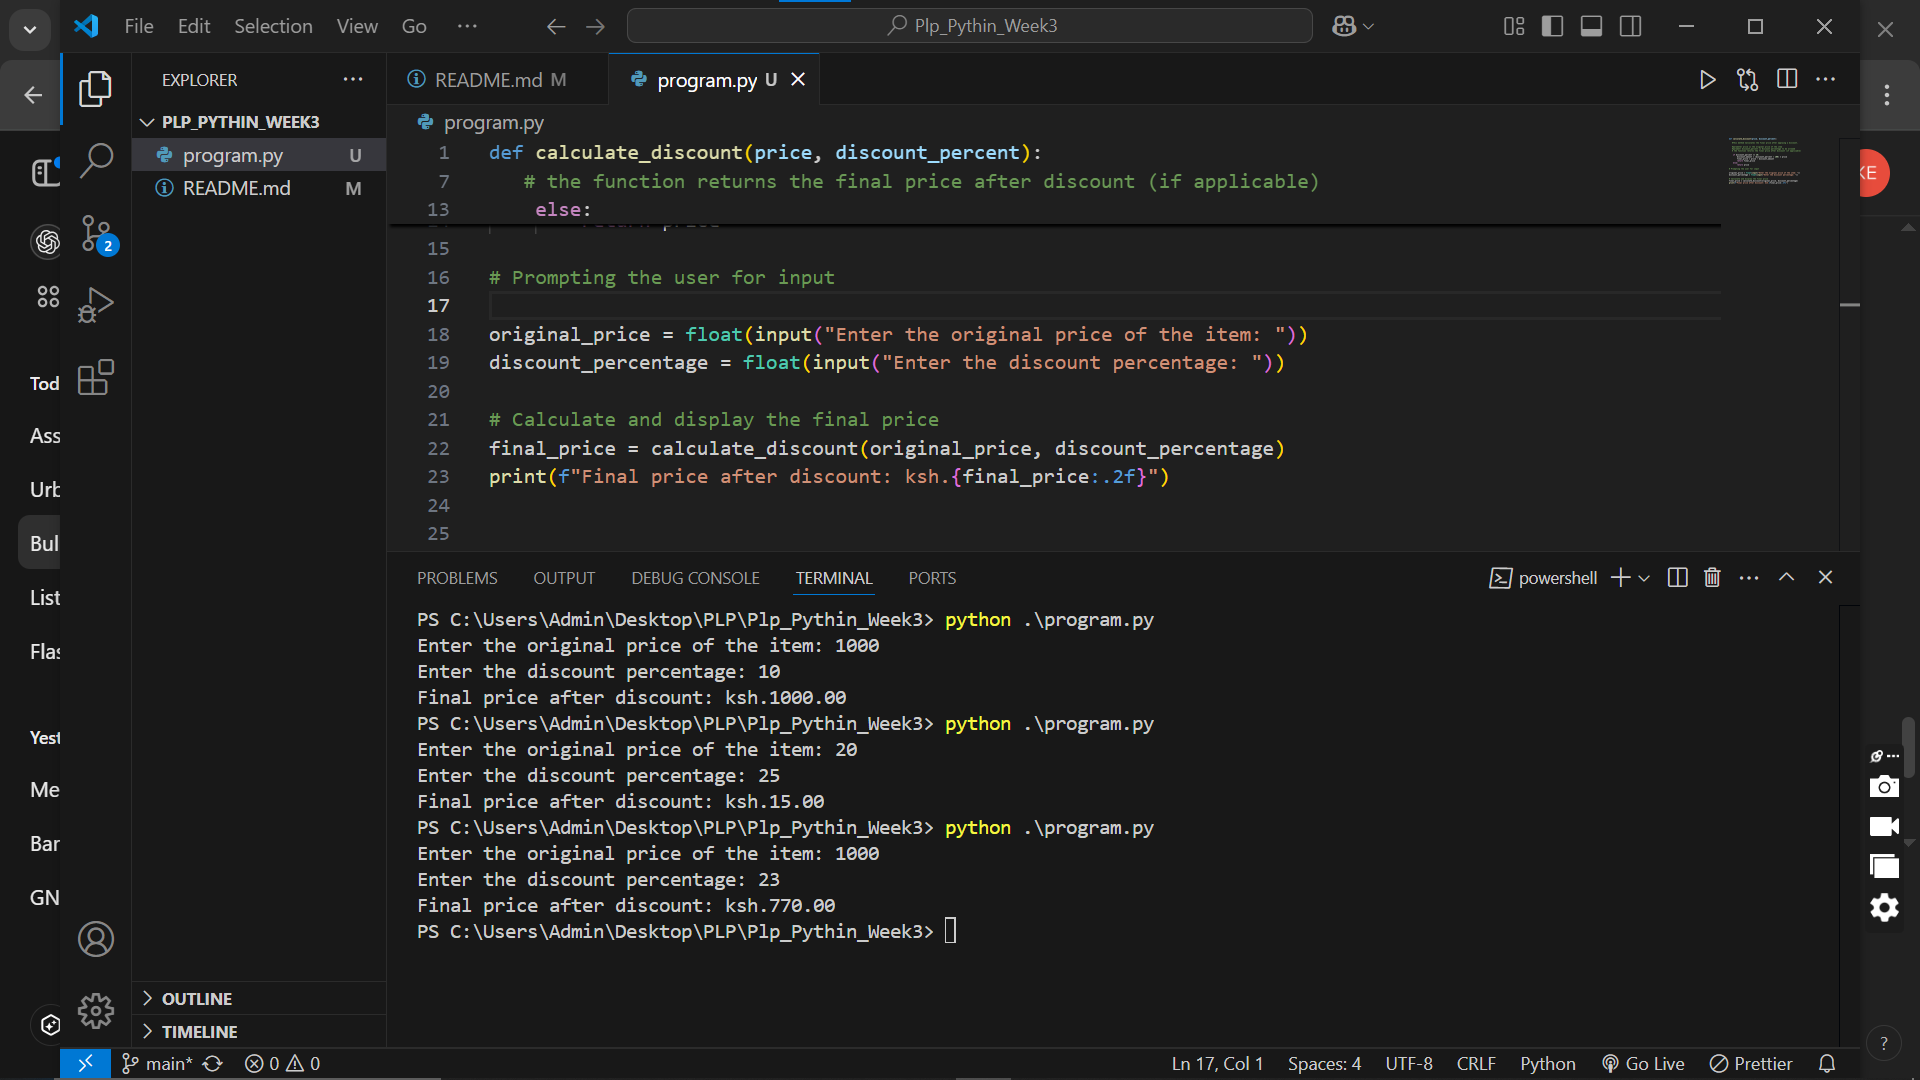 File Edit Selection View Go ··· Plp_Pythin_Week3
EXPLORER ···
PLP_PYTHIN_WEEK3
program.py U
README.md M
OUTLINE
TIMELINE
Tod
Ass
Urb
Bul
List
Flas
Yest
Me
Bar
GN
2
README.md M program.py U
program.py
1 def calculate_discount(price, discount_percent):
7 # the function returns the final price after discount (if applicable)
13 else:
15
16 # Prompting the user for input
17
18 original_price = float(input("Enter the original price of the item: "))
19 discount_percentage = float(input("Enter the discount percentage: "))
20
21 # Calculate and display the final price
22 final_price = calculate_discount(original_price, discount_percentage)
23 print(f"Final price after discount: ksh.{final_price:.2f}")
24
25
PROBLEMS OUTPUT DEBUG CONSOLE TERMINAL PORTS powershell
PS C:\Users\Admin\Desktop\PLP\Plp_Pythin_Week3> python .\program.py
Enter the original price of the item: 1000
Enter the discount percentage: 10
Final price after discount: ksh.1000.00
PS C:\Users\Admin\Desktop\PLP\Plp_Pythin_Week3> python .\program.py
Enter the original price of the item: 20
Enter the discount percentage: 25
Final price after discount: ksh.15.00
PS C:\Users\Admin\Desktop\PLP\Plp_Pythin_Week3> python .\program.py
Enter the original price of the item: 1000
Enter the discount percentage: 23
Final price after discount: ksh.770.00
PS C:\Users\Admin\Desktop\PLP\Plp_Pythin_Week3>
KE
?
main* 0 0 Ln 17, Col 1 Spaces: 4 UTF-8 CRLF Python Go Live Prettier